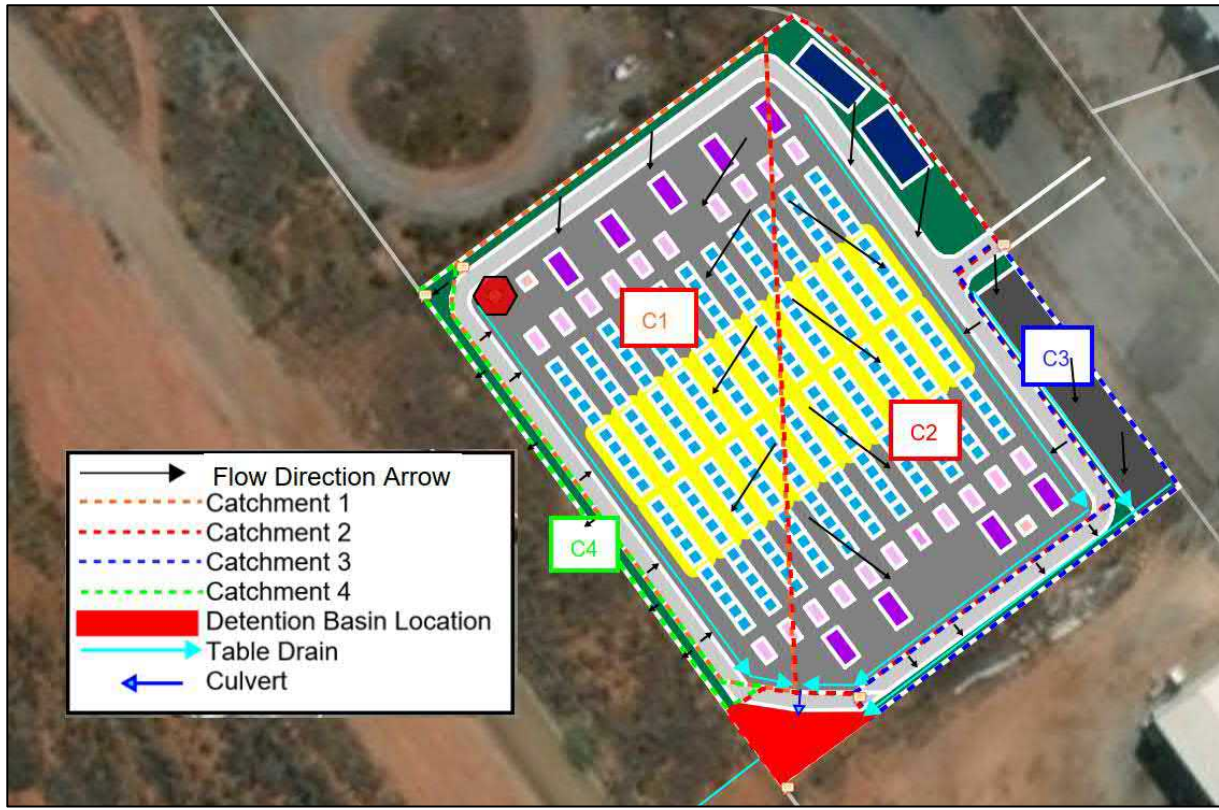 C1
C3
C2
C4
Flow Direction Arrow
Catchment 1
Catchment 2
Catchment 3
Catchment 4
Detention Basin Location
Table Drain
Culvert